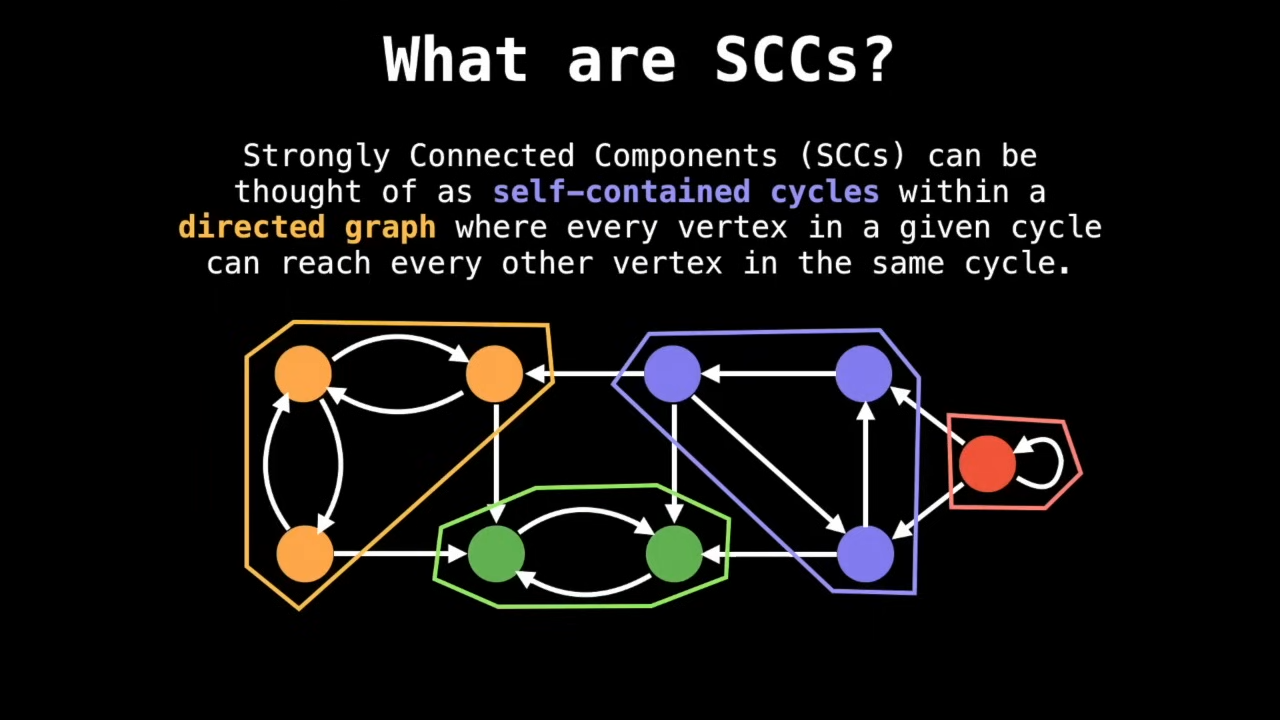 What are SCCs?
Strongly Connected Components (SCCs) can be
thought of as self-contained cycles within a
directed graph where every vertex in a given cycle
can reach every other vertex in the same cycle.